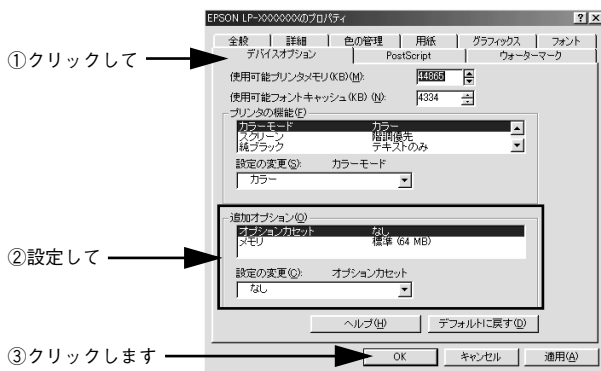 EPSON LP-XXXXXXXのプロパティ
全般 詳細 色の管理 用紙 グラフィックス フォント
デバイスオプション PostScript ウォーターマーク
①クリックして
使用可能プリンタメモリ(KB)(M): 44865
使用可能フォントキャッシュ(KB) (N): 4334
プリンタの機能(F)
カラーモード カラー
スクリーン 階調優先
純ブラック テキストのみ
設定の変更(S): カラーモード
カラー
追加オプション(O)
オプションカセット なし
メモリ 標準 (64 MB)
②設定して
設定の変更(C): オプションカセット
なし
ヘルプ(H) デフォルトに戻す(D)
③クリックします
OK キャンセル 適用(A)